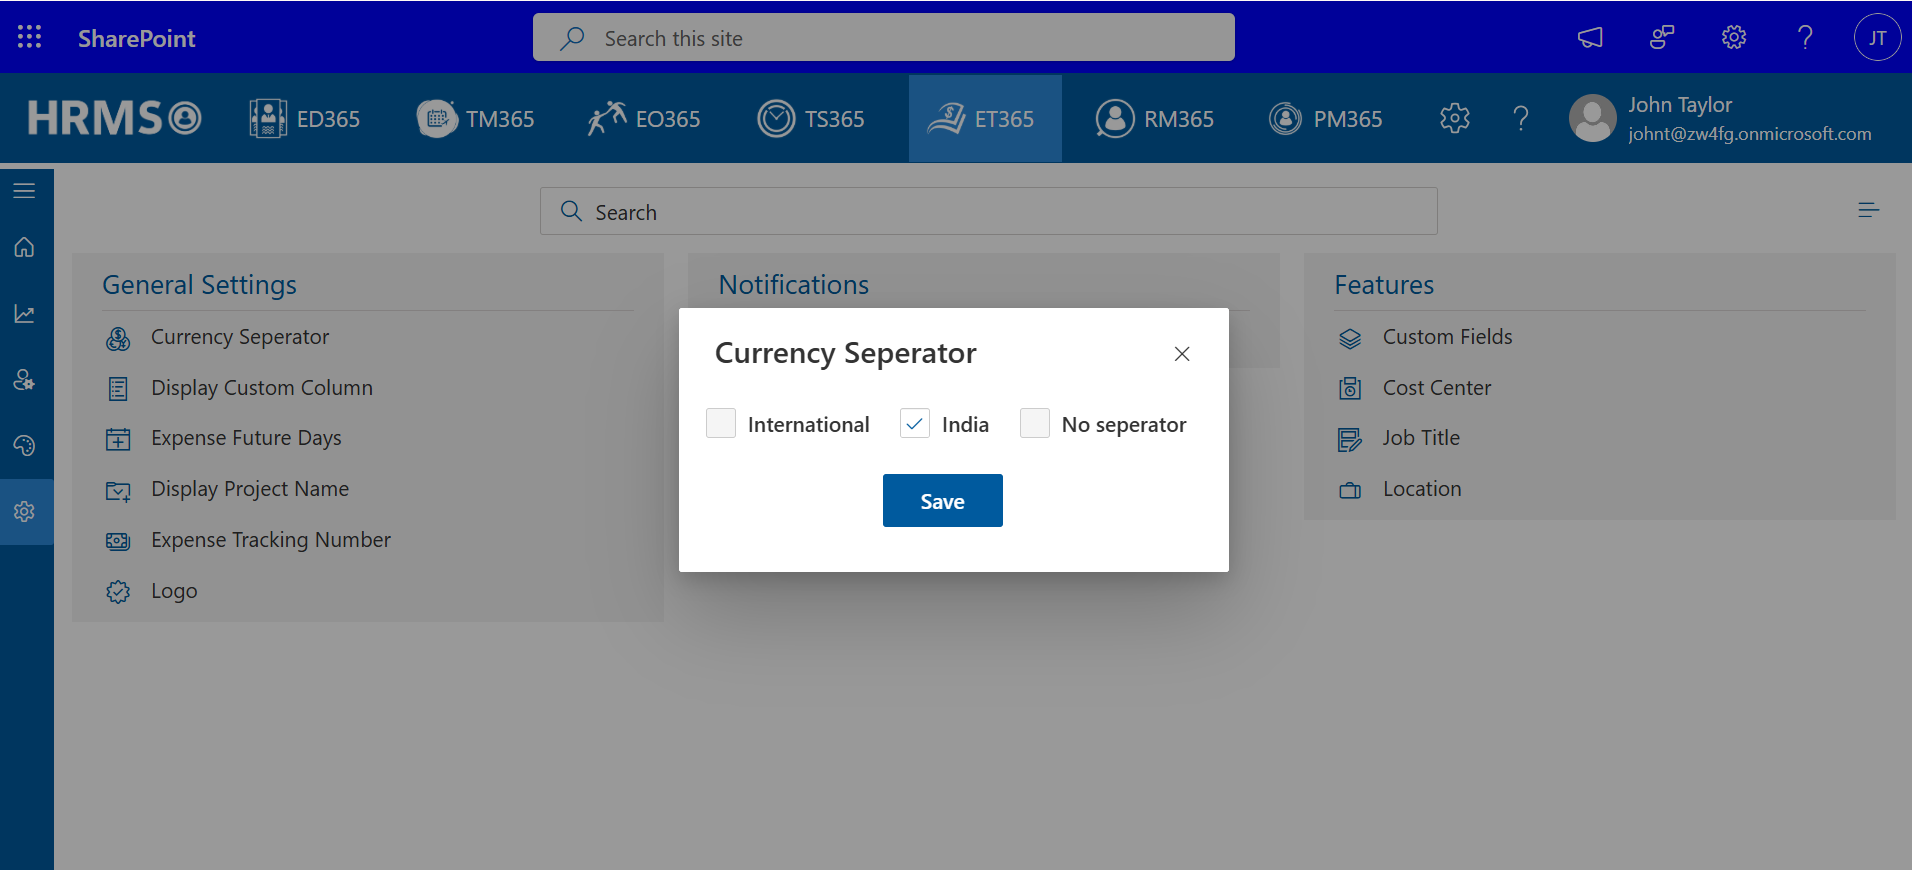 SharePoint
Search this site
JT
HRMS
ED365
TM365
EO365
TS365
ET365
RM365
PM365
John Taylor
johnt@zw4fg.onmicrosoft.com
Search
General Settings
Currency Seperator
Display Custom Column
Expense Future Days
Display Project Name
Expense Tracking Number
Logo
Notifications
Features
Custom Fields
Cost Center
Job Title
Location
Currency Seperator
International
India
No seperator
Save